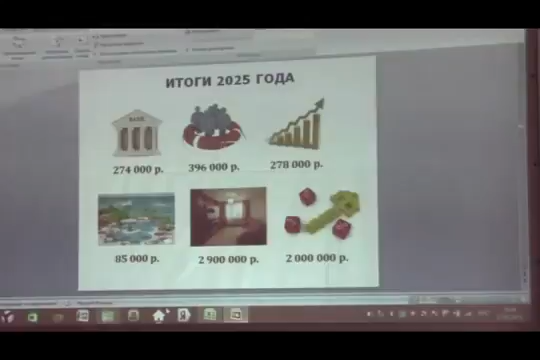 ИТОГИ 2025 ГОДА
274 000 р.
396 000 р.
278 000 р.
85 000 р.
2 900 000 р.
2 000 000 р.